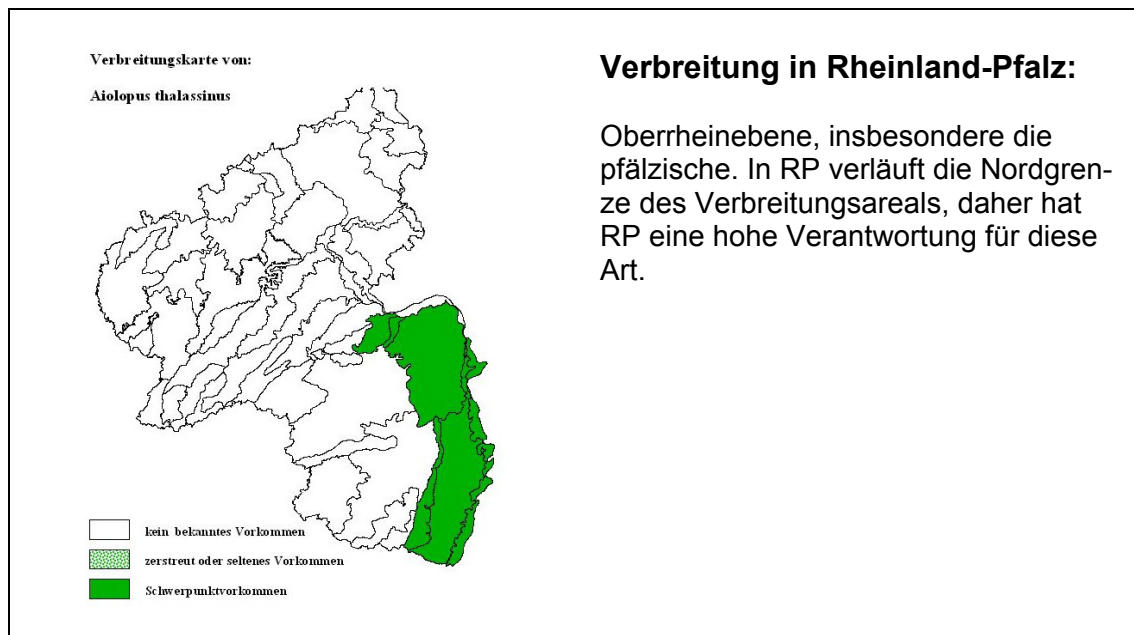 Verbreitungskarte von:
Aiolopus thalassinus
kein bekanntes Vorkommen
zerstreut oder seltenes Vorkommen
Schwerpunktvorkommen
Verbreitung in Rheinland-Pfalz:
Oberrheinebene, insbesondere die
pfälzische. In RP verläuft die Nordgren-
ze des Verbreitungsareals, daher hat
RP eine hohe Verantwortung für diese
Art.